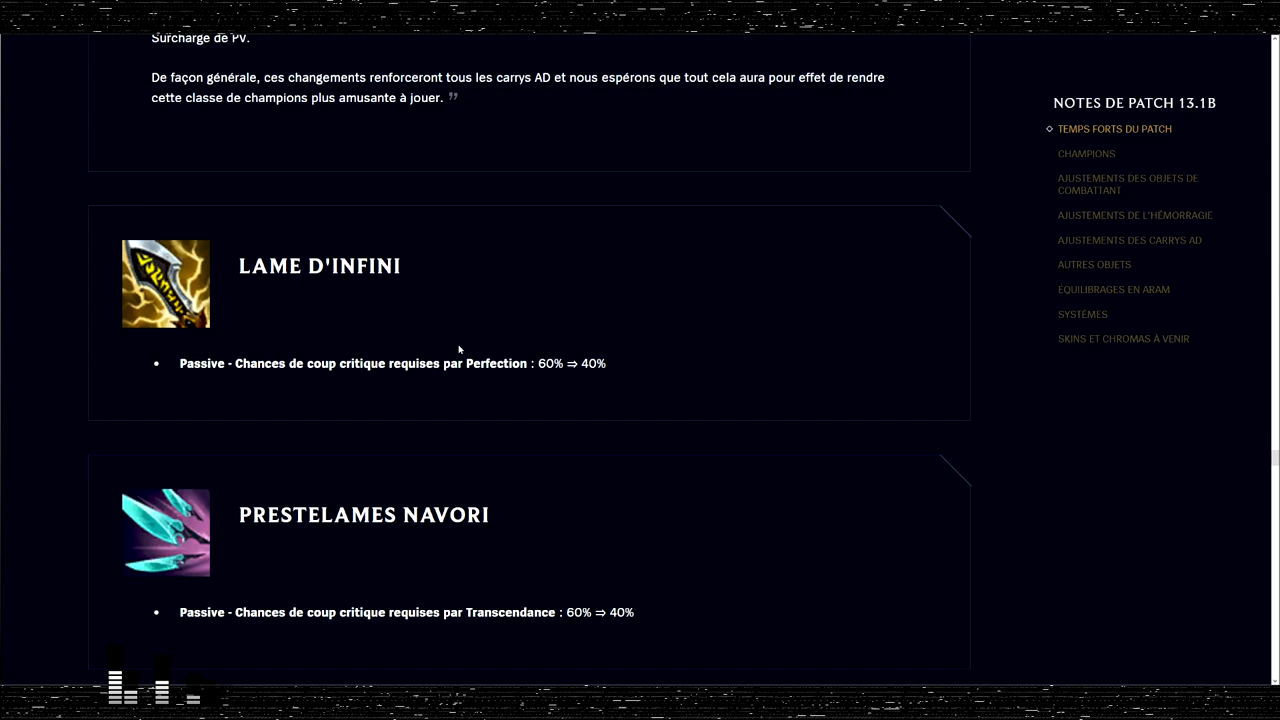 Surcharge de PV.
De façon générale, ces changements renforceront tous les carrys AD et nous espérons que tout cela aura pour effet de rendre
cette classe de champions plus amusante à jouer. ”
LAME D'INFINI
• Passive - Chances de coup critique requises par Perfection : 60% ⇒ 40%
PRESTELAMES NAVORI
• Passive - Chances de coup critique requises par Transcendance : 60% ⇒ 40%
NOTES DE PATCH 13.1B
TEMPS FORTS DU PATCH
CHAMPIONS
AJUSTEMENTS DES OBJETS DE
COMBATTANT
AJUSTEMENTS DE L'HÉMORRAGIE
AJUSTEMENTS DES CARRYS AD
AUTRES OBJETS
ÉQUILIBRAGES EN ARAM
SYSTÈMES
SKINS ET CHROMAS À VENIR